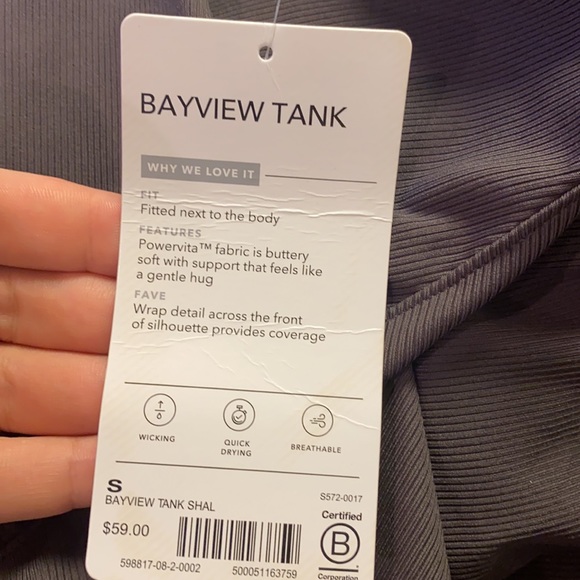 BAYVIEW TANK
WHY WE LOVE IT
FIT
Fitted next to the body
FEATURES
Powervita™ fabric is buttery
soft with support that feels like
a gentle hug
FAVE
Wrap detail across the front
of silhouette provides coverage
WICKING
QUICK
DRYING
BREATHABLE
S
BAYVIEW TANK SHAL
S572-0017
$59.00
Certified
B
Corporation
598817-08-2-0002
500051163759